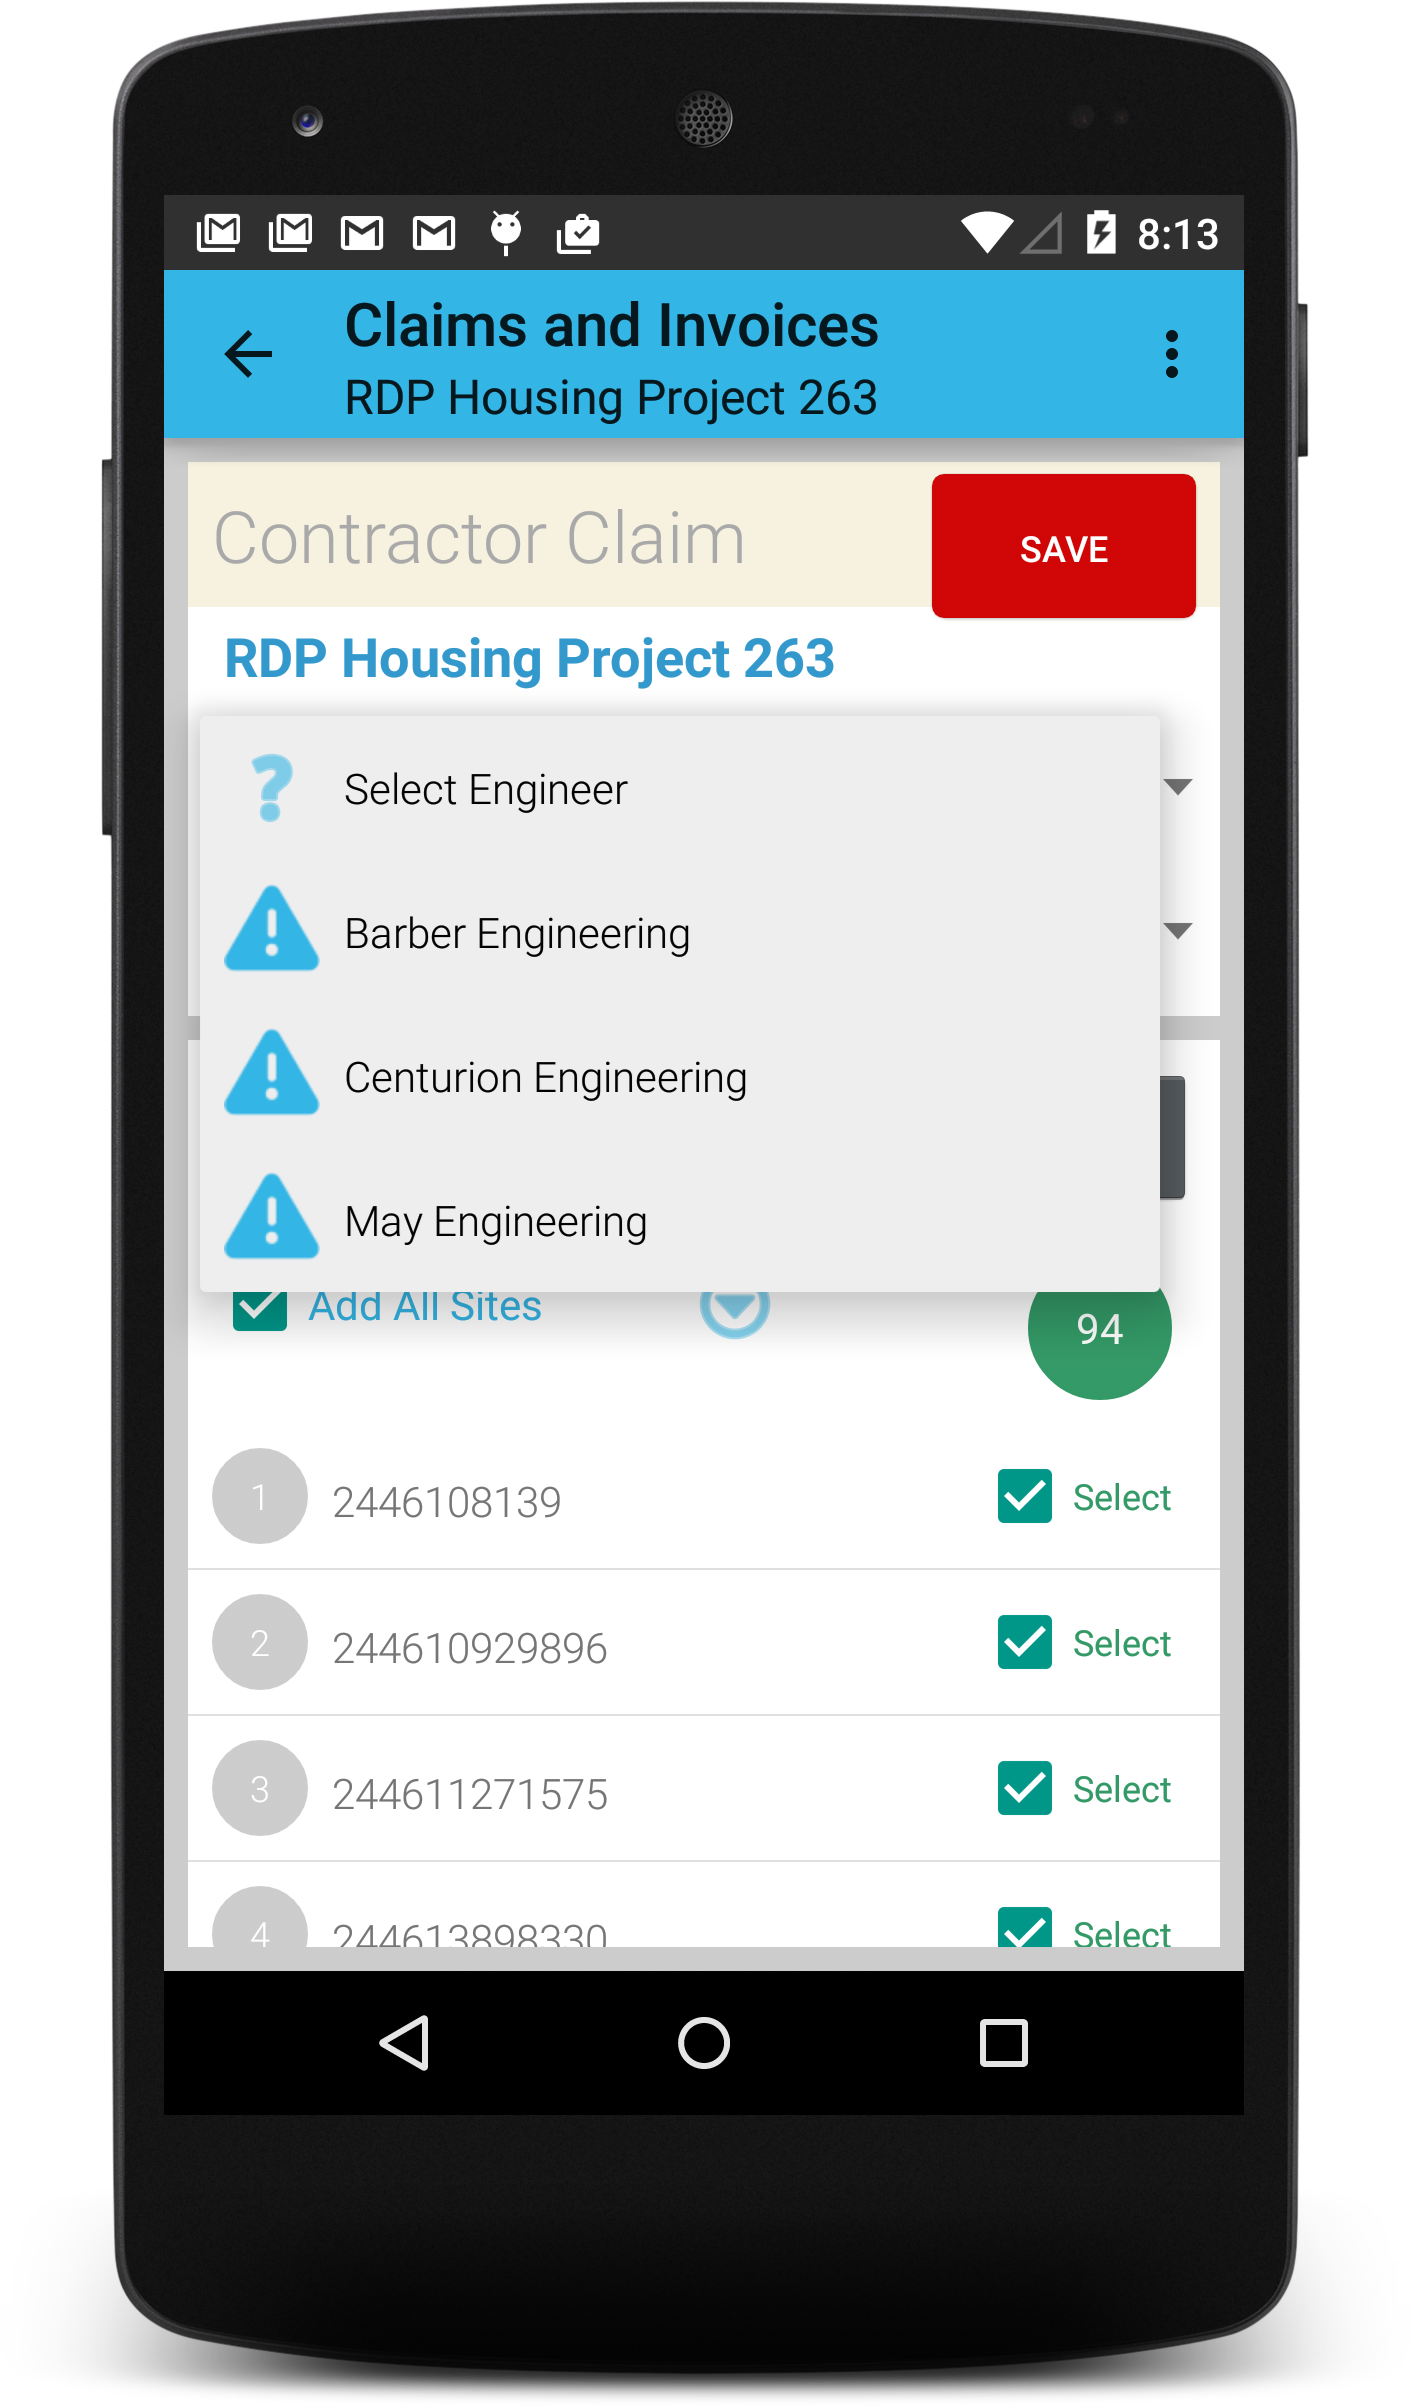 8:13
Claims and Invoices
RDP Housing Project 263
Contractor Claim
SAVE
RDP Housing Project 263
Select Engineer
Barber Engineering
Centurion Engineering
May Engineering
Add All Sites
94
1 2446108139 Select
2 244610929896 Select
3 244611271575 Select
4 244613898330 Select